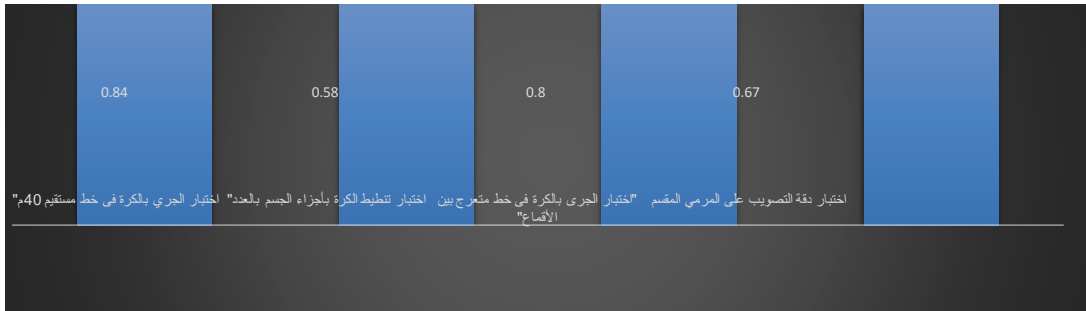 0.84
0.58
0.8
0.67
اختبار الجري بالكرة فى خط مستقيم 40م"
اختبار تنطيط الكرة بأجزاء الجسم بالعدد"
"اختبار الجرى بالكرة فى خط متعرج بين
الأقماع"
اختبار دقة التصويب على المرمي المقسم